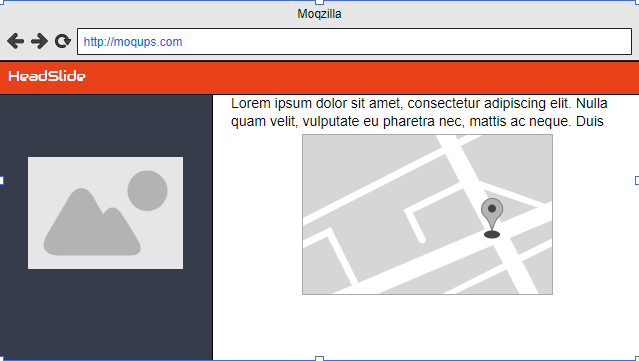 Moqzilla
http://moqups.com
HeadSlide
Lorem ipsum dolor sit amet, consectetur adipiscing elit. Nulla
quam velit, vulputate eu pharetra nec, mattis ac neque. Duis